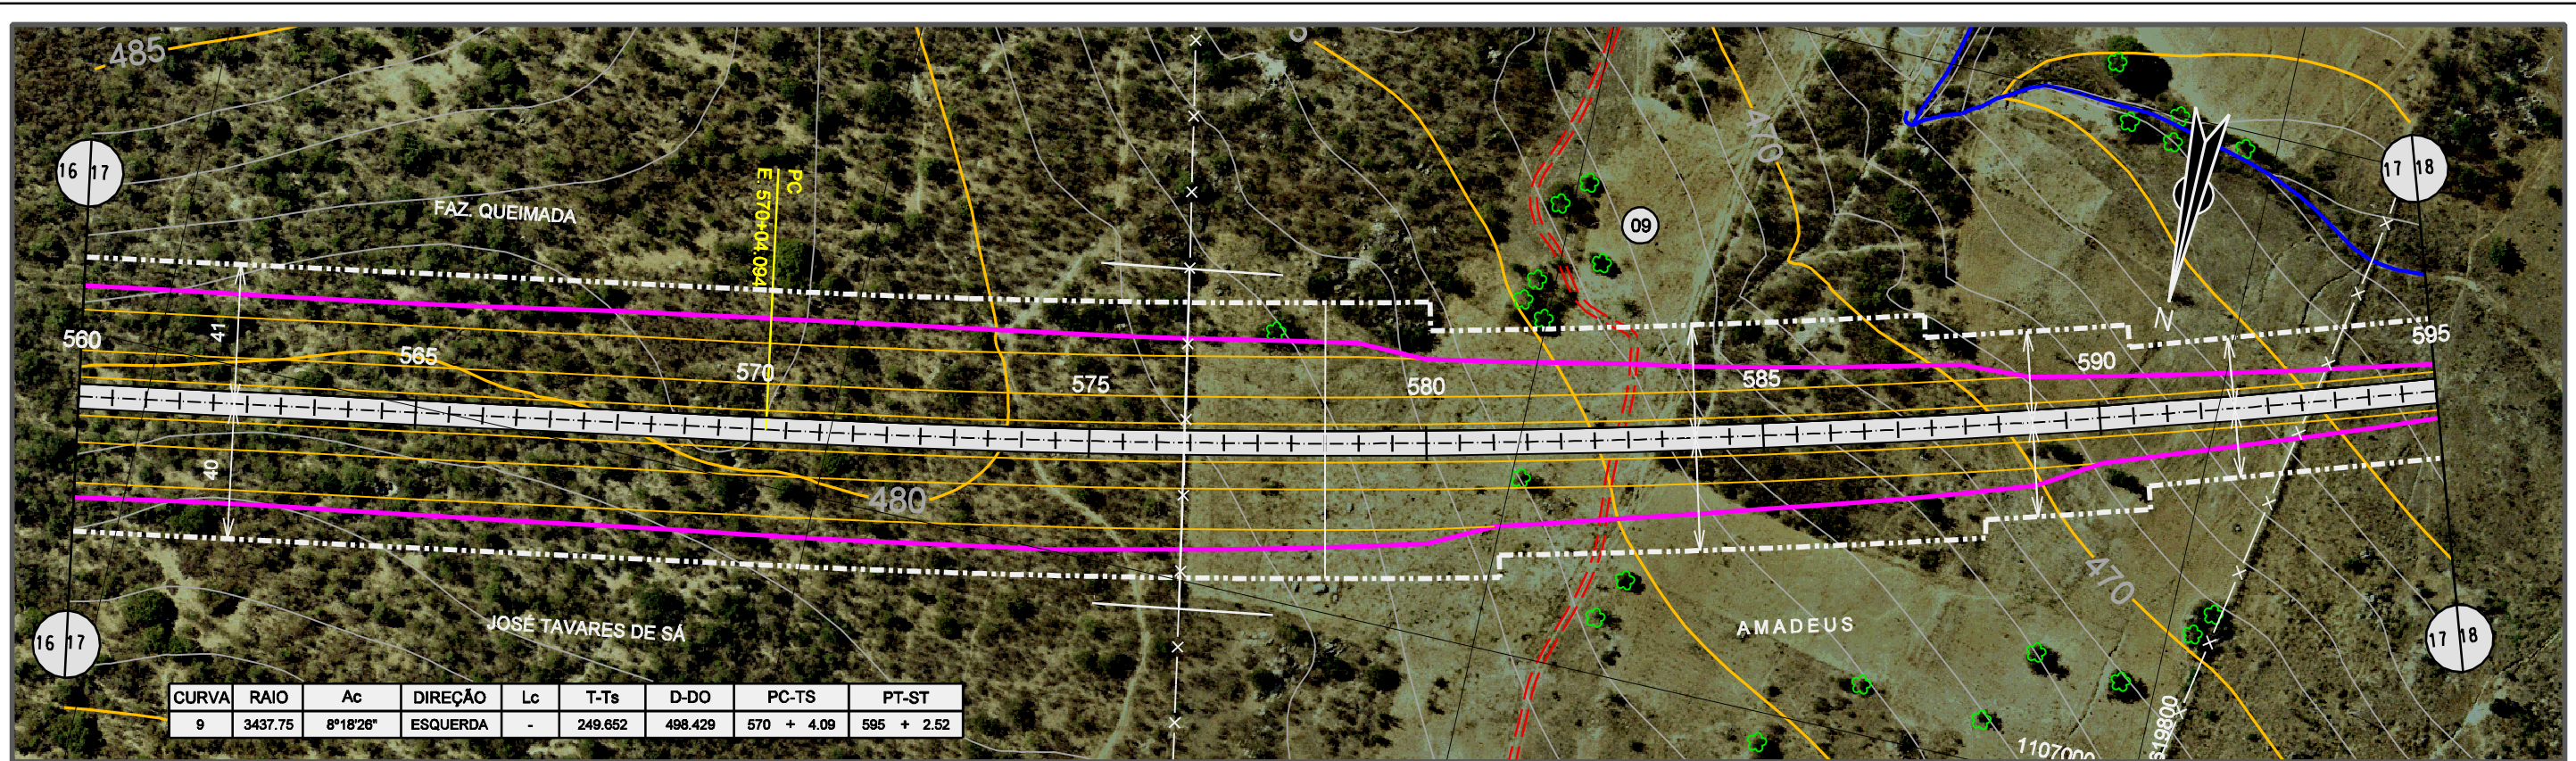 485
16 17
17 18
FAZ. QUEIMADA
PC
E: 570+04.094
09
470
N
41
560
565
570
575
580
585
590
595
40
480
470
JOSÉ TAVARES DE SÁ
AMADEUS
16 17
17 18
CURVA RAIO Ac DIREÇÃO Lc T-Ts D-DO PC-TS PT-ST
9 3437.75 8°18'26" ESQUERDA - 249.652 498.429 570 + 4.09 595 + 2.52
1107000
619800